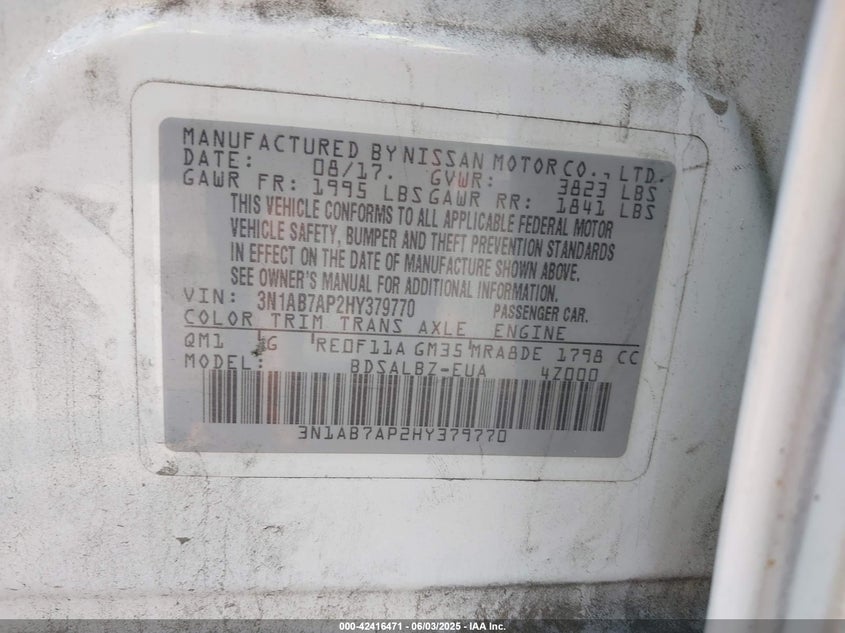 MANUFACTURED BY NISSAN MOTOR CO., LTD.
DATE: 08/17. GVWR: 3823 LBS
GAWR FR: 1995 LBS GAWR RR: 1841 LBS
THIS VEHICLE CONFORMS TO ALL APPLICABLE FEDERAL MOTOR
VEHICLE SAFETY, BUMPER AND THEFT PREVENTION STANDARDS
IN EFFECT ON THE DATE OF MANUFACTURE SHOWN ABOVE.
SEE OWNER'S MANUAL FOR ADDITIONAL INFORMATION.
VIN: 3N1AB7AP2HY379770 PASSENGER CAR.
COLOR TRIM TRANS AXLE ENGINE
QM1 G RE0F11A GM35 MRA8DE 1798 CC
MODEL: BDSALBZ-EUA 4Z000
3N1AB7AP2HY379770
000-42416471 - 06/03/2025 - IAA Inc.